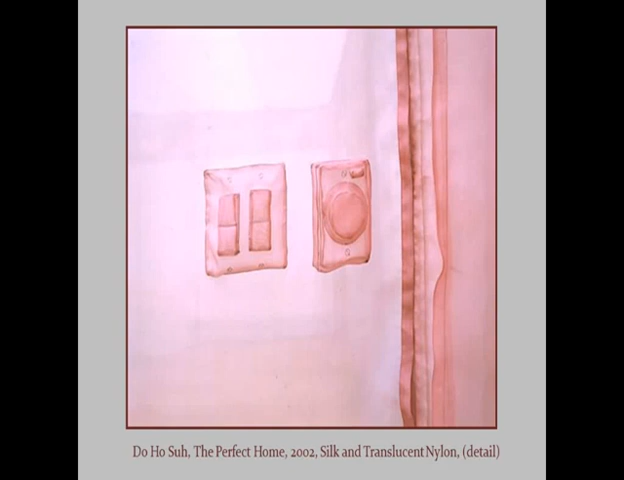 Do Ho Suh, The Perfect Home, 2002, Silk and Translucent Nylon, (detail)